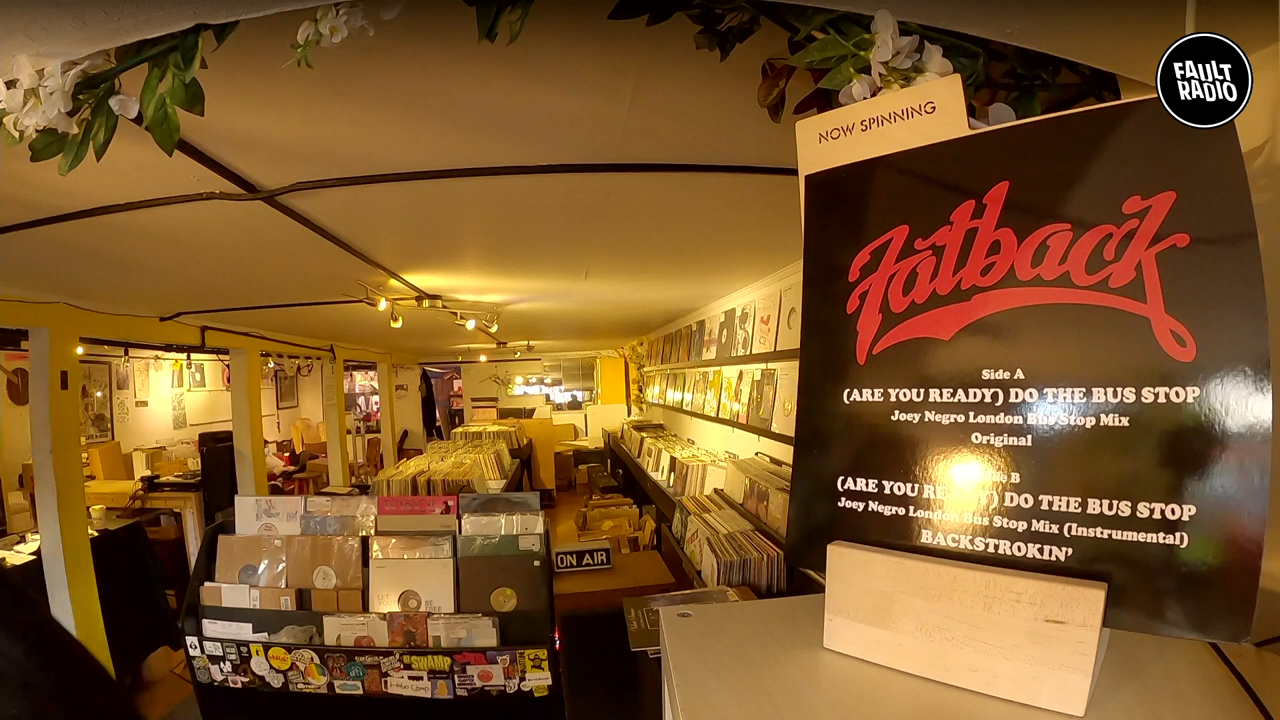 FAULT
RADIO
NOW SPINNING
Fatback
Side A
(ARE YOU READY) DO THE BUS STOP
Joey Negro London Bus Stop Mix
Original
B
(ARE YOU DO THE BUS STOP
Joey Negro London Bus Stop Mix (Instrumental)
BACKSTROKIN'
ON AIR
SWAMP